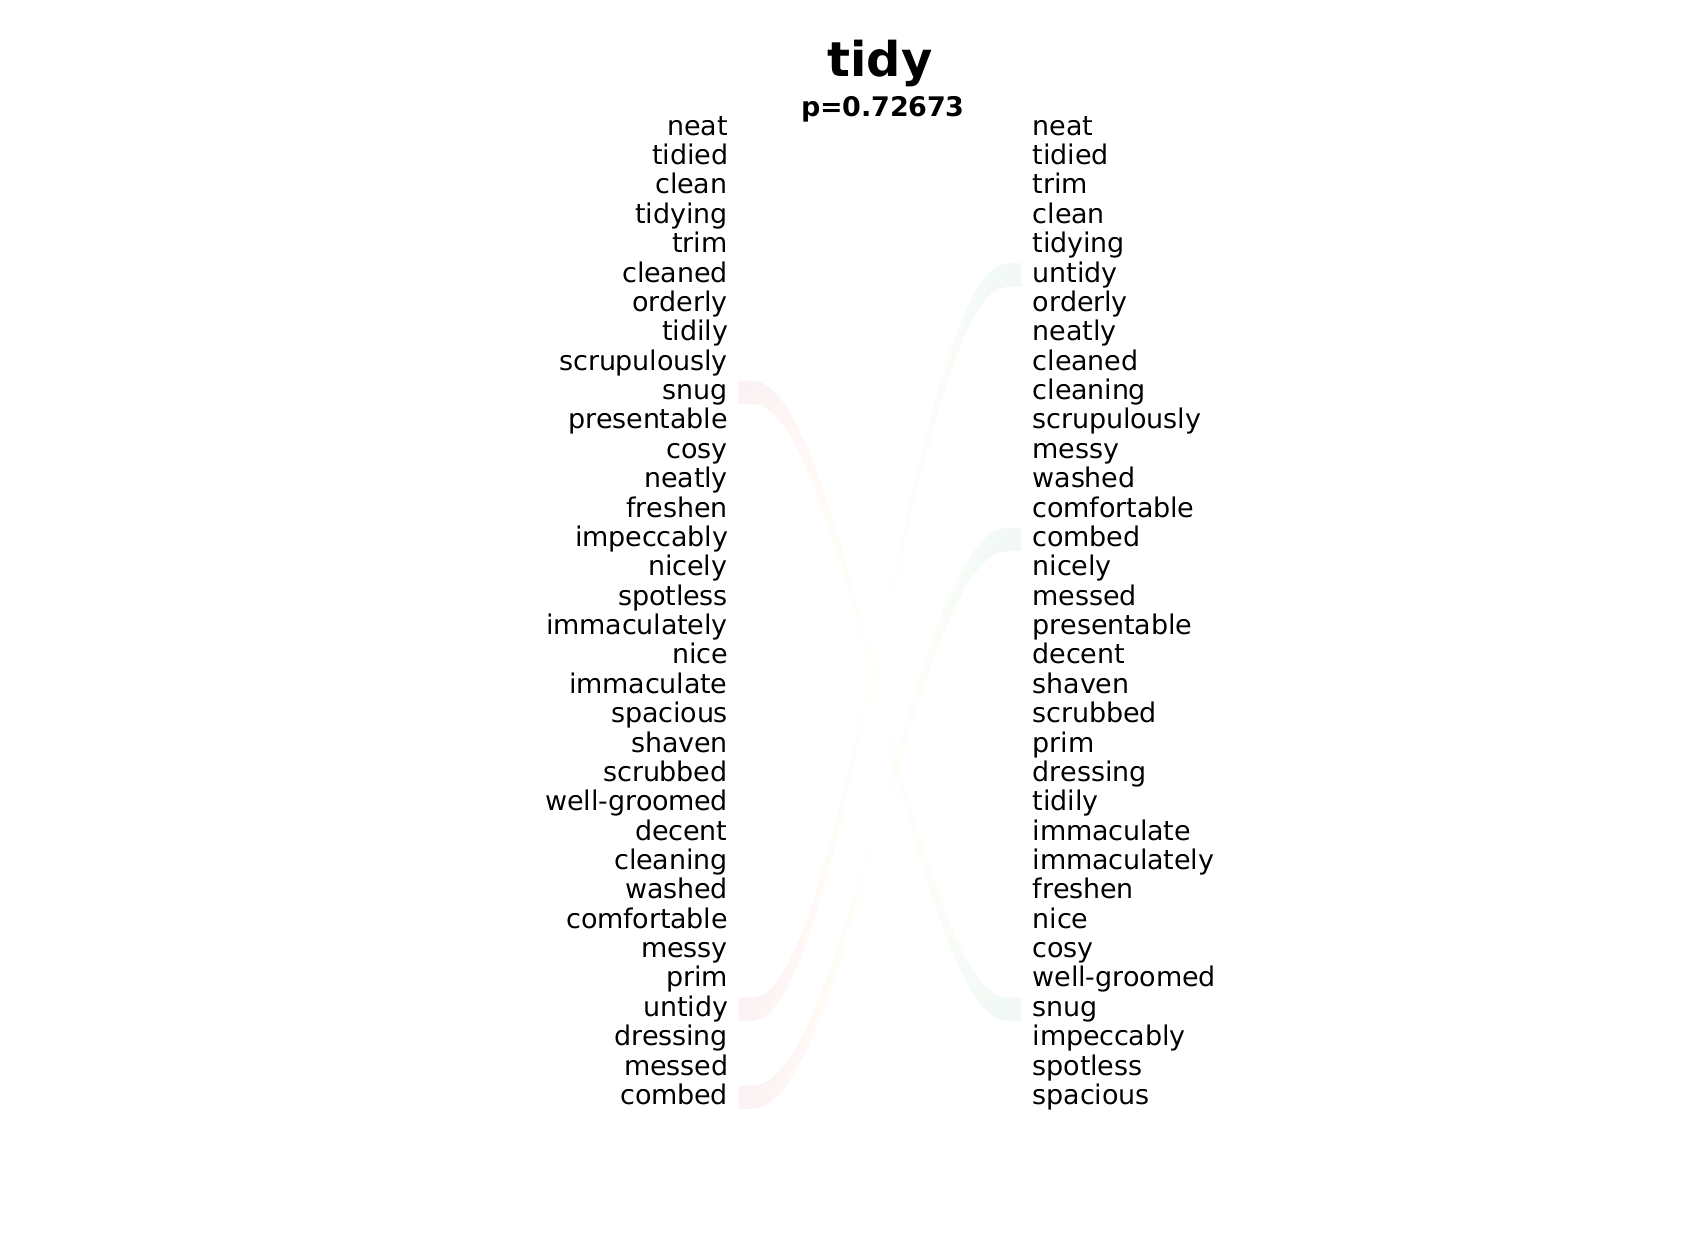 tidy
p=0.72673
neat
tidied
clean
tidying
trim
cleaned
orderly
tidily
scrupulously
snug
presentable
cosy
neatly
freshen
impeccably
nicely
spotless
immaculately
nice
immaculate
spacious
shaven
scrubbed
well-groomed
decent
cleaning
washed
comfortable
messy
prim
untidy
dressing
messed
combed
neat
tidied
trim
clean
tidying
untidy
orderly
neatly
cleaned
cleaning
scrupulously
messy
washed
comfortable
combed
nicely
messed
presentable
decent
shaven
scrubbed
prim
dressing
tidily
immaculate
immaculately
freshen
nice
cosy
well-groomed
snug
impeccably
spotless
spacious